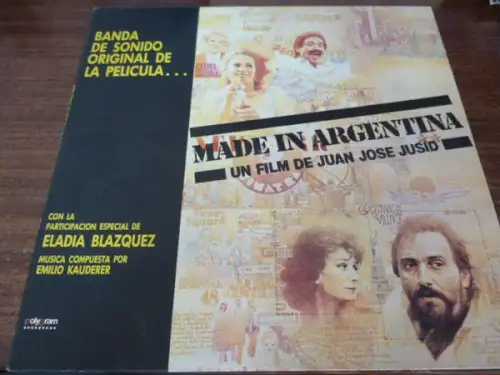 BANDA
DE SONIDO
ORIGINAL DE
LA PELICULA...
MADE IN ARGENTINA
UN FILM DE JUAN JOSE JUSID
CON LA
PARTICIPACION ESPECIAL DE
ELADIA BLAZQUEZ
MUSICA COMPUESTA POR
EMILIO KAUDERER
polygram